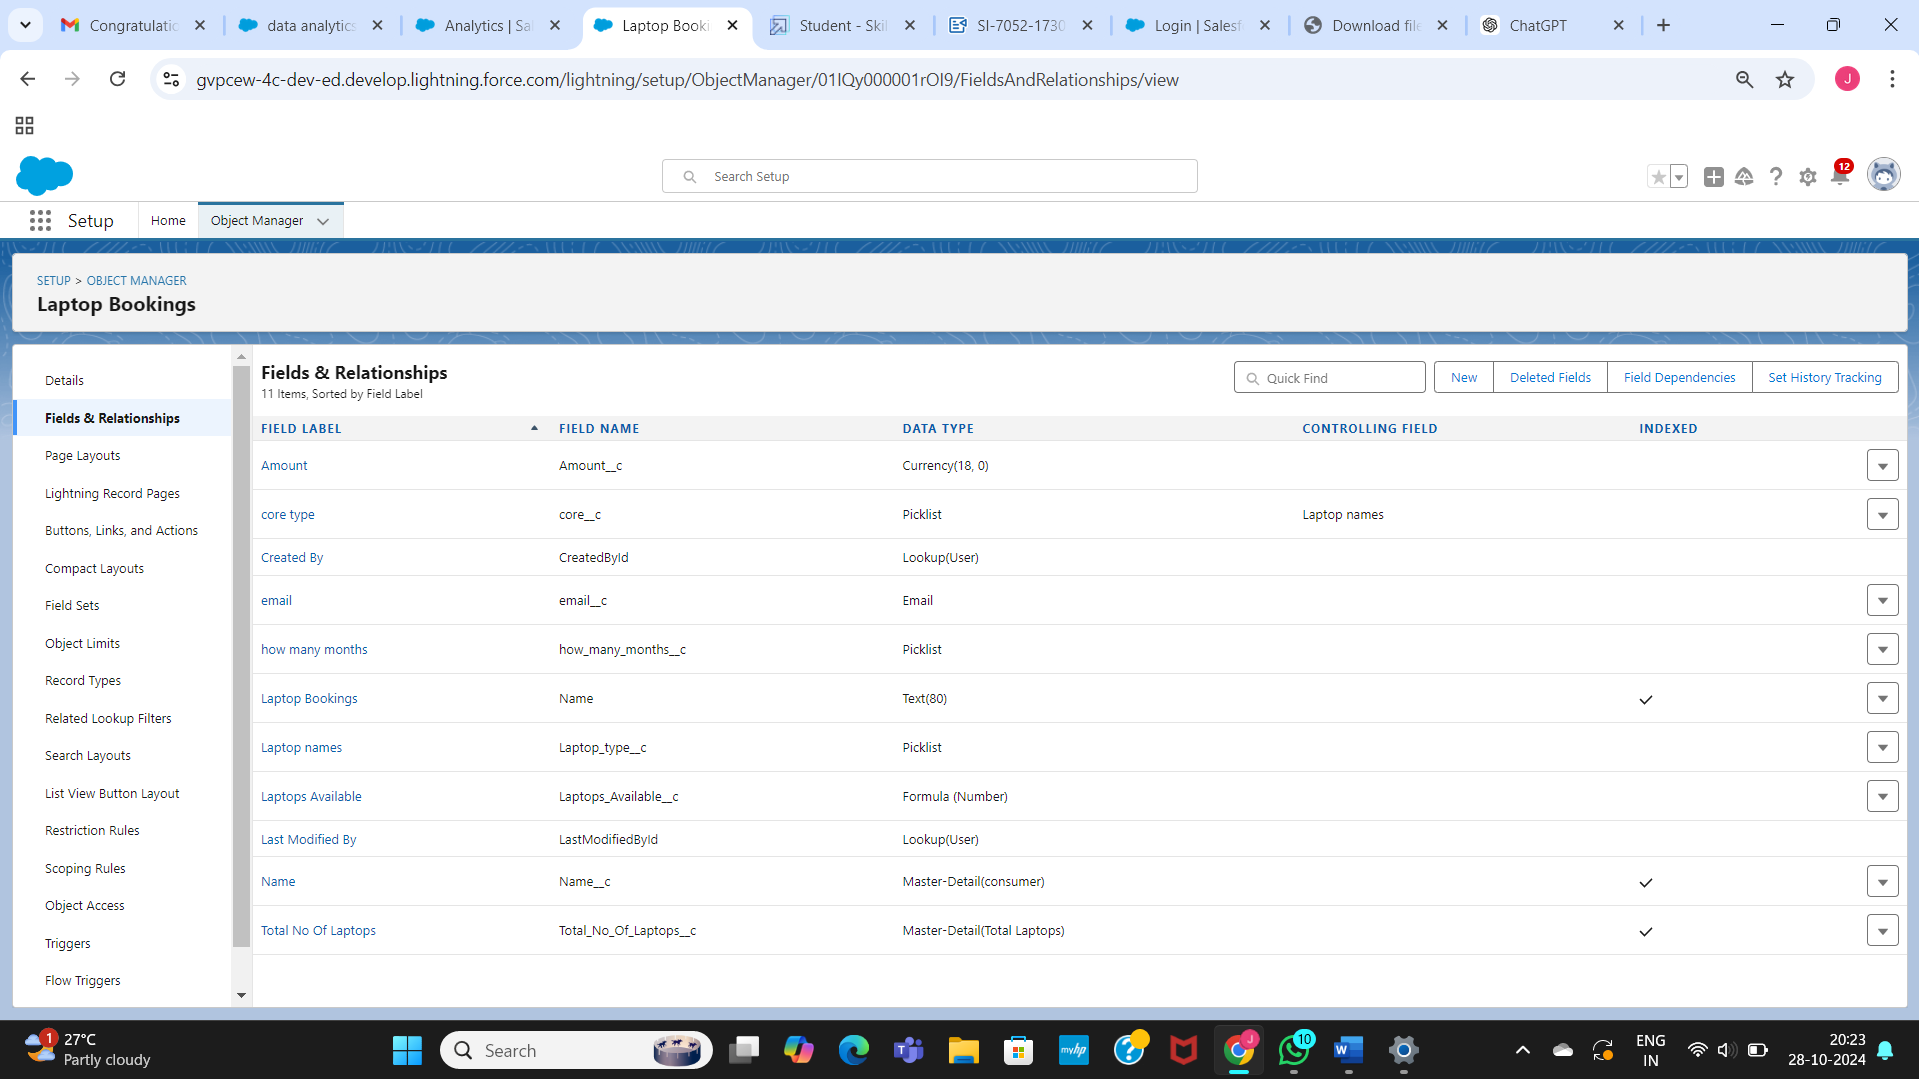 Congratulatic
data analytics
Analytics | Sal
Laptop Booki
Student - Skil
SI-7052-1730
Login | Salesf
Download file
ChatGPT
gvpcew-4c-dev-ed.develop.lightning.force.com/lightning/setup/ObjectManager/01IQy000001rOI9/FieldsAndRelationships/view
J
Search Setup
12
Setup
Home
Object Manager
SETUP > OBJECT MANAGER
Laptop Bookings
Details
Fields & Relationships
Page Layouts
Lightning Record Pages
Buttons, Links, and Actions
Compact Layouts
Field Sets
Object Limits
Record Types
Related Lookup Filters
Search Layouts
List View Button Layout
Restriction Rules
Scoping Rules
Object Access
Triggers
Flow Triggers
Fields & Relationships
11 Items, Sorted by Field Label
Quick Find
New
Deleted Fields
Field Dependencies
Set History Tracking
FIELD LABEL FIELD NAME DATA TYPE CONTROLLING FIELD INDEXED
Amount Amount__c Currency(18, 0)
core type core__c Picklist Laptop names
Created By CreatedById Lookup(User)
email email__c Email
how many months how_many_months__c Picklist
Laptop Bookings Name Text(80)
Laptop names Laptop_type__c Picklist
Laptops Available Laptops_Available__c Formula (Number)
Last Modified By LastModifiedById Lookup(User)
Name Name__c Master-Detail(consumer)
Total No Of Laptops Total_No_Of_Laptops__c Master-Detail(Total Laptops)
1
27°C
Partly cloudy
Search
myhp
J
10
W
ENG
IN
20:23
28-10-2024